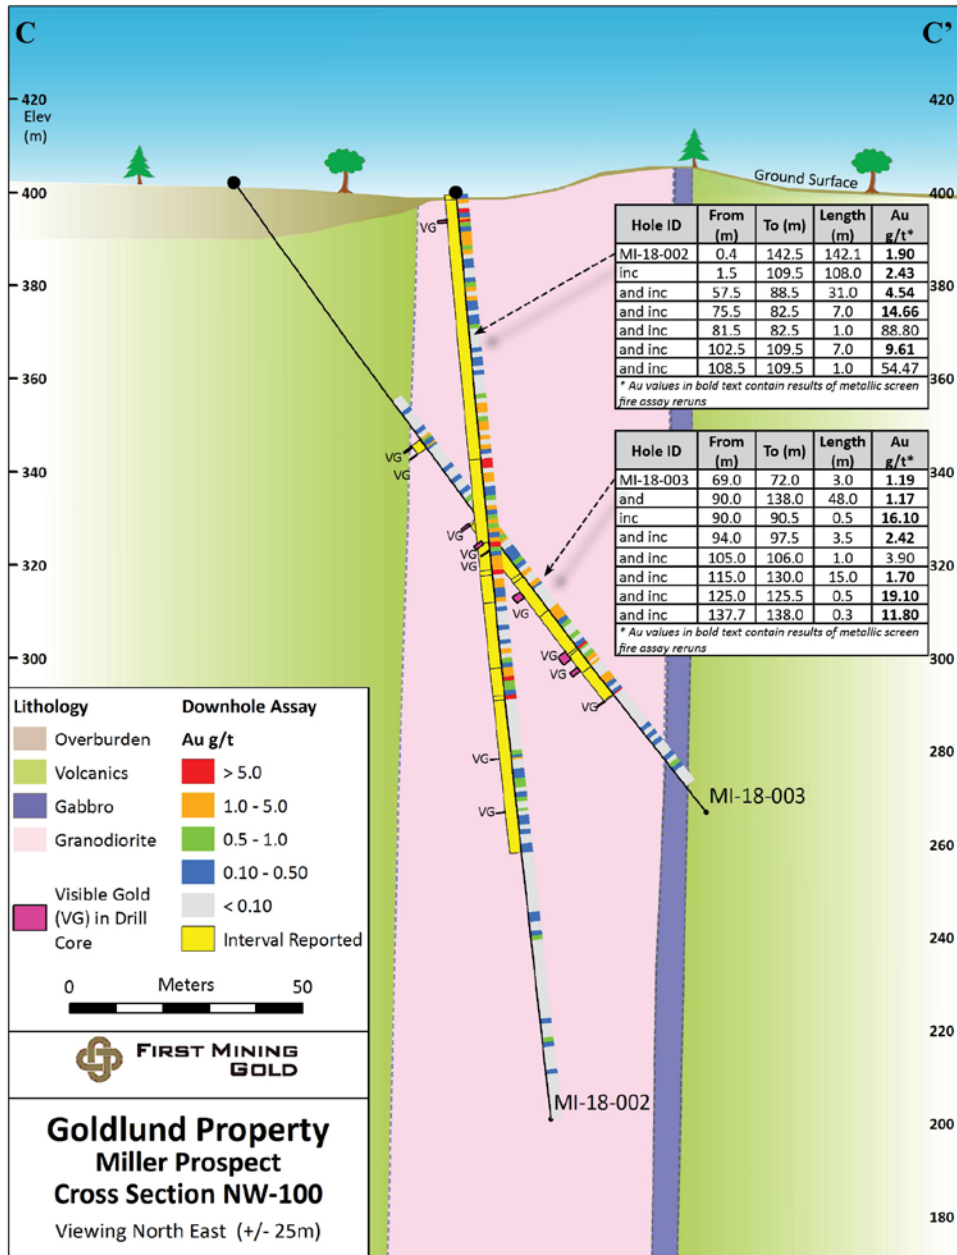 C
C'
420
Elev
(m)
400
380
360
340
320
300
420
400
380
360
340
320
300
280
260
240
220
200
180
Ground Surface
Hole ID From (m) To (m) Length (m) Au g/t*
MI-18-002 0.4 142.5 142.1 1.90
inc 1.5 109.5 108.0 2.43
and inc 57.5 88.5 31.0 4.54
and inc 75.5 82.5 7.0 14.66
and inc 81.5 82.5 1.0 88.80
and inc 102.5 109.5 7.0 9.61
and inc 108.5 109.5 1.0 54.47
* Au values in bold text contain results of metallic screen
fire assay reruns
Hole ID From (m) To (m) Length (m) Au g/t*
MI-18-003 69.0 72.0 3.0 1.19
and 90.0 138.0 48.0 1.17
inc 90.0 90.5 0.5 16.10
and inc 94.0 97.5 3.5 2.42
and inc 105.0 106.0 1.0 3.90
and inc 115.0 130.0 15.0 1.70
and inc 125.0 125.5 0.5 19.10
and inc 137.7 138.0 0.3 11.80
* Au values in bold text contain results of metallic screen
fire assay reruns
VG
VG
VG
VG
VG
VG
VG
VG
VG
VG
VG
VG
MI-18-003
MI-18-002
Lithology
Overburden
Volcanics
Gabbro
Granodiorite
Visible Gold
(VG) in Drill
Core
Downhole Assay
Au g/t
> 5.0
1.0 - 5.0
0.5 - 1.0
0.10 - 0.50
< 0.10
Interval Reported
0 Meters 50
FIRST MINING
GOLD
Goldlund Property
Miller Prospect
Cross Section NW-100
Viewing North East (+/- 25m)